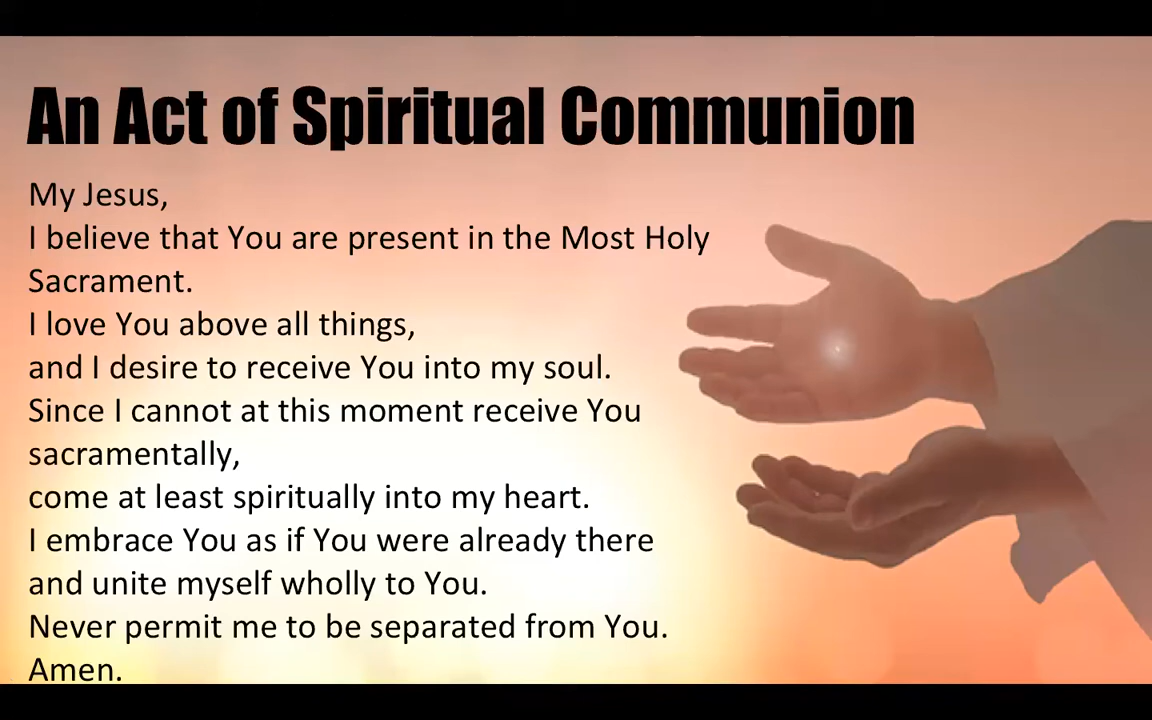 An Act of Spiritual Communion
My Jesus,
I believe that You are present in the Most Holy
Sacrament.
I love You above all things,
and I desire to receive You into my soul.
Since I cannot at this moment receive You
sacramentally,
come at least spiritually into my heart.
I embrace You as if You were already there
and unite myself wholly to You.
Never permit me to be separated from You.
Amen.